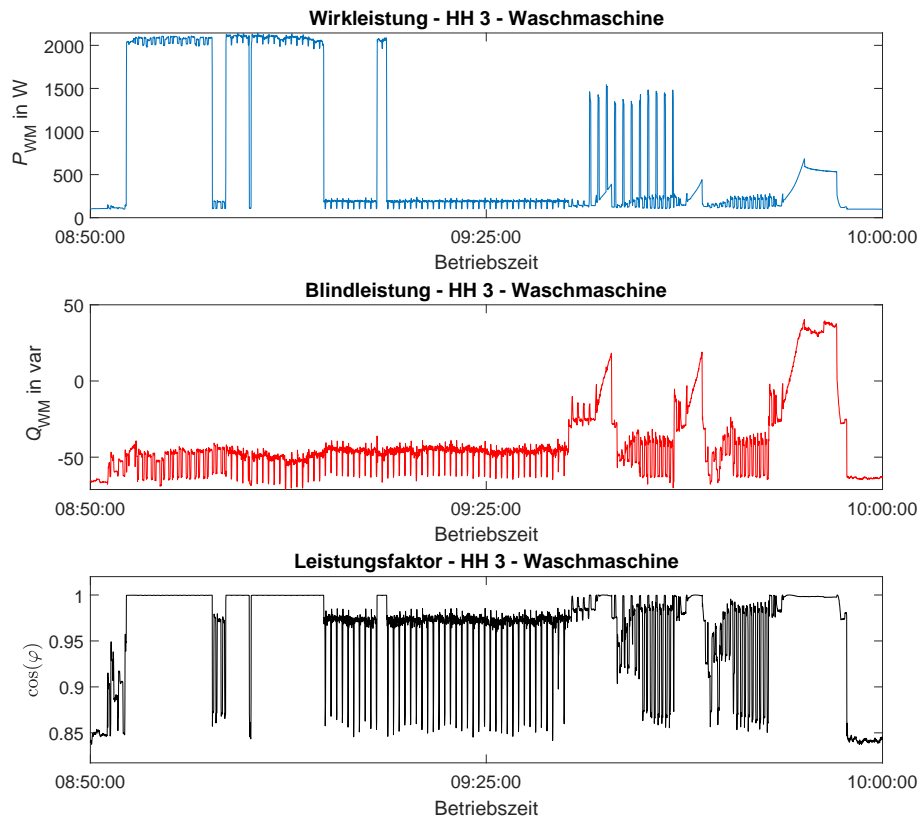 Wirkleistung - HH 3 - Waschmaschine
P_WM in W
2000
1500
1000
500
0
08:50:00 09:25:00 10:00:00
Betriebszeit
Blindleistung - HH 3 - Waschmaschine
Q_WM in var
50
0
-50
08:50:00 09:25:00 10:00:00
Betriebszeit
Leistungsfaktor - HH 3 - Waschmaschine
cos(φ)
1
0.95
0.9
0.85
08:50:00 09:25:00 10:00:00
Betriebszeit